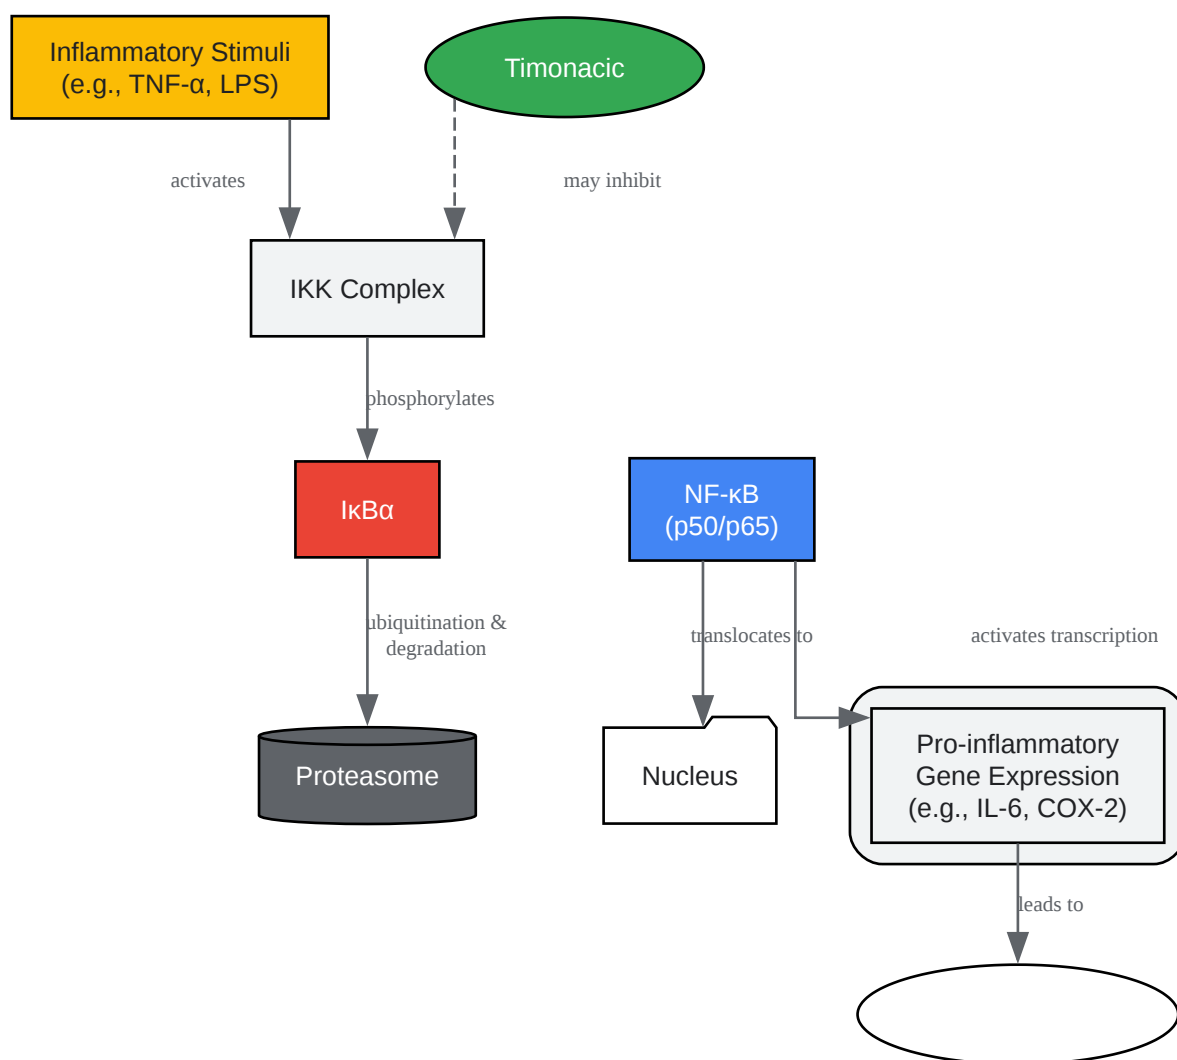 Inflammatory Stimuli
(e.g., TNF-α, LPS)
Timonacic
activates
may inhibit
IKK Complex
phosphorylates
IκBα
NF-κB
(p50/p65)
ubiquitination &
degradation
translocates to
activates transcription
Proteasome
Nucleus
Pro-inflammatory
Gene Expression
(e.g., IL-6, COX-2)
leads to